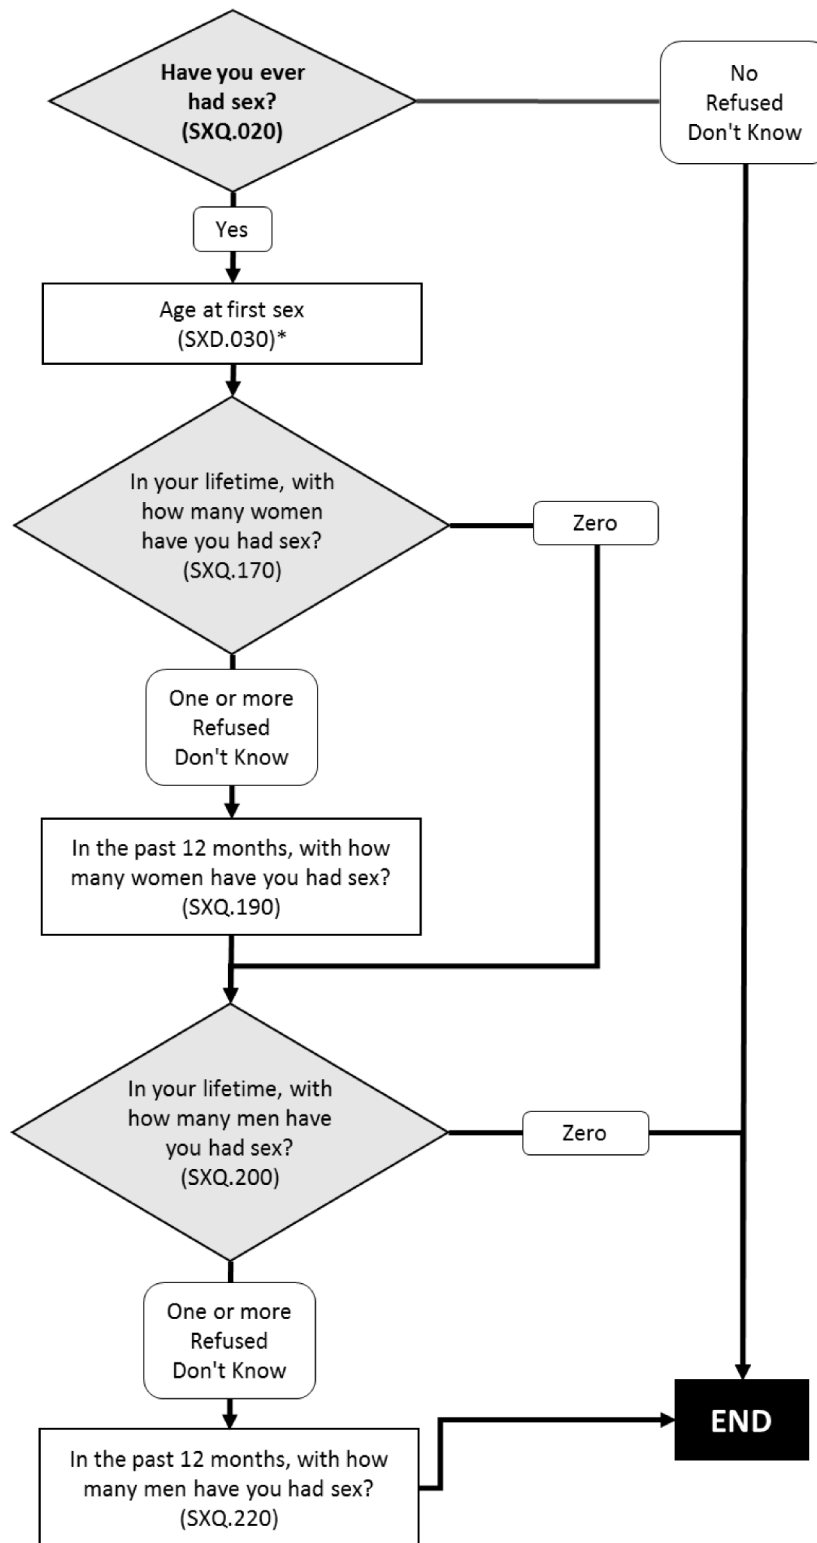 Have you ever
had sex?
(SXQ.020)
No
Refused
Don't Know
Yes
Age at first sex
(SXD.030)*
In your lifetime, with
how many women
have you had sex?
(SXQ.170)
Zero
One or more
Refused
Don't Know
In the past 12 months, with how
many women have you had sex?
(SXQ.190)
In your lifetime, with
how many men have
you had sex?
(SXQ.200)
Zero
One or more
Refused
Don't Know
END
In the past 12 months, with how
many men have you had sex?
(SXQ.220)